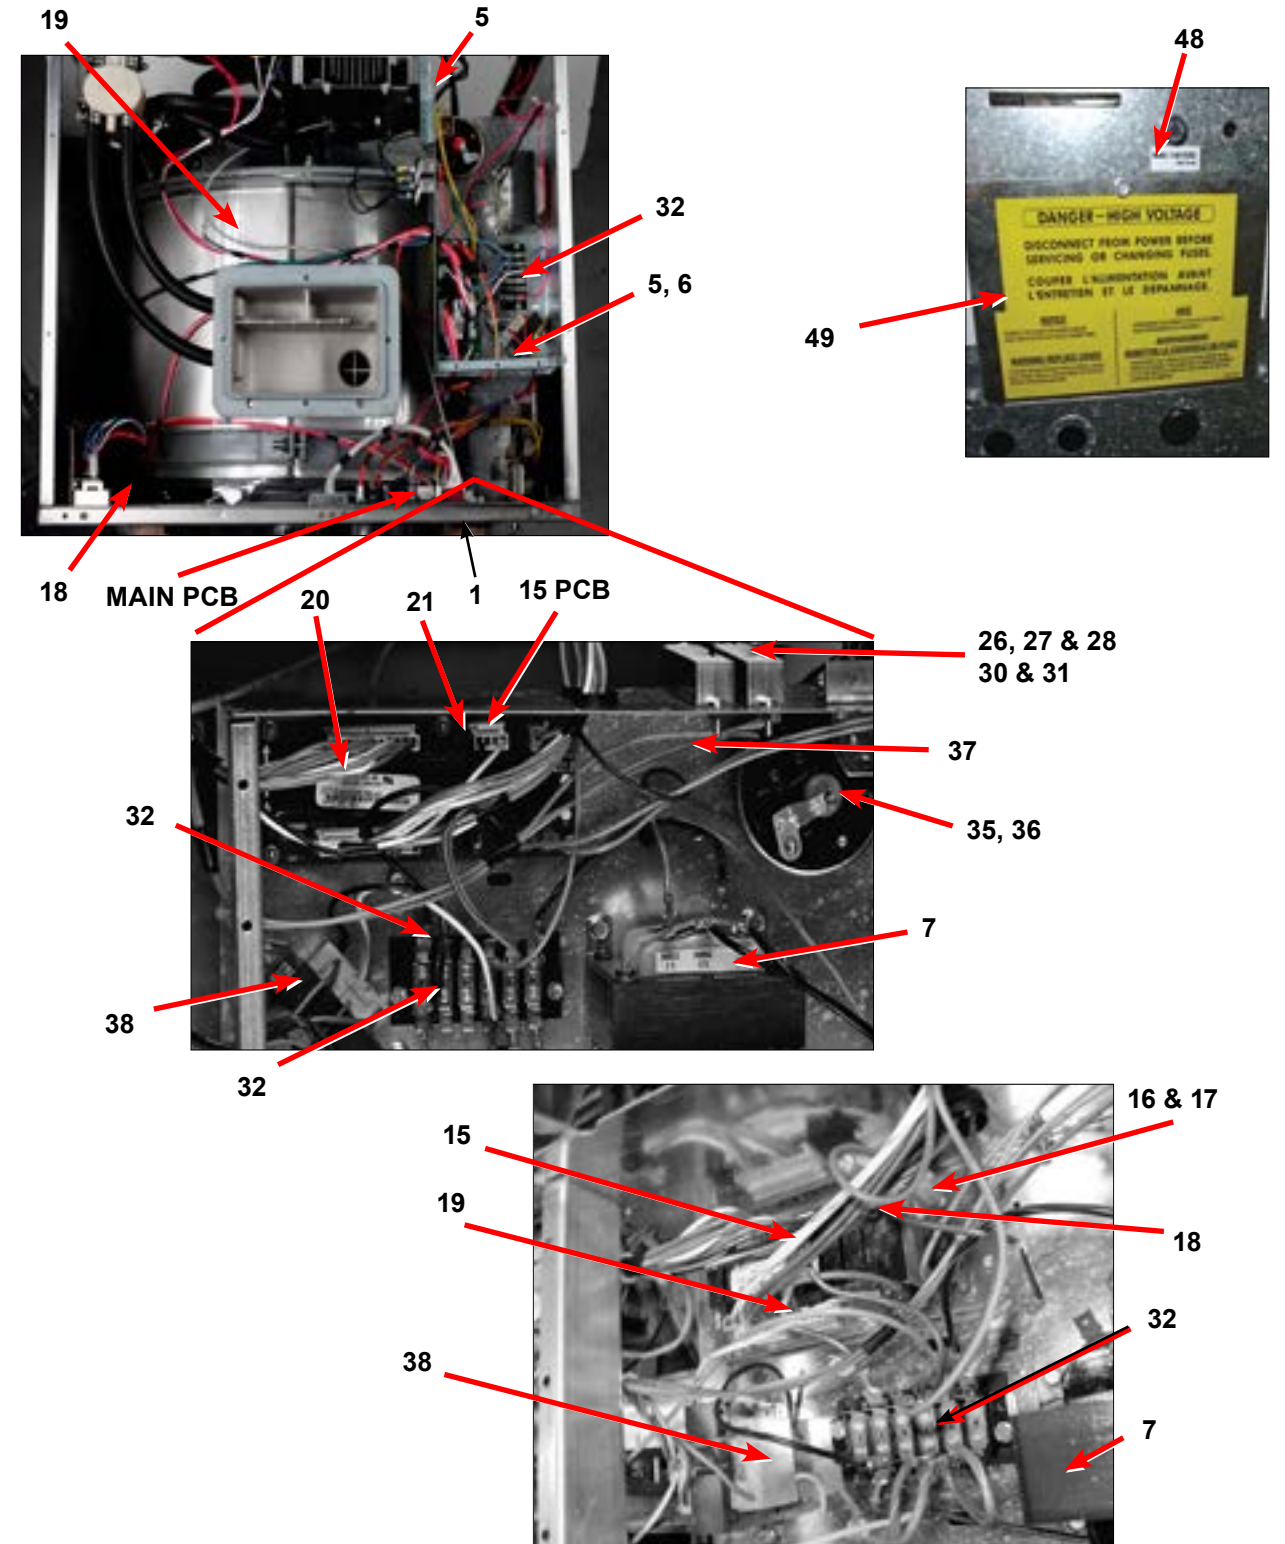 19
5
48
32
5, 6
DANGER-HIGH VOLTAGE
DISCONNECT FROM POWER BEFORE
SERVICING OR CHANGING FUSES.
COUPER L'ALIMENTATION AVANT
L'ENTRETIEN ET LE DEPANNAGE.
49
18
MAIN PCB
1
15 PCB
20
21
26, 27 & 28
30 & 31
37
32
35, 36
7
38
32
16 & 17
15
19
18
32
38
7